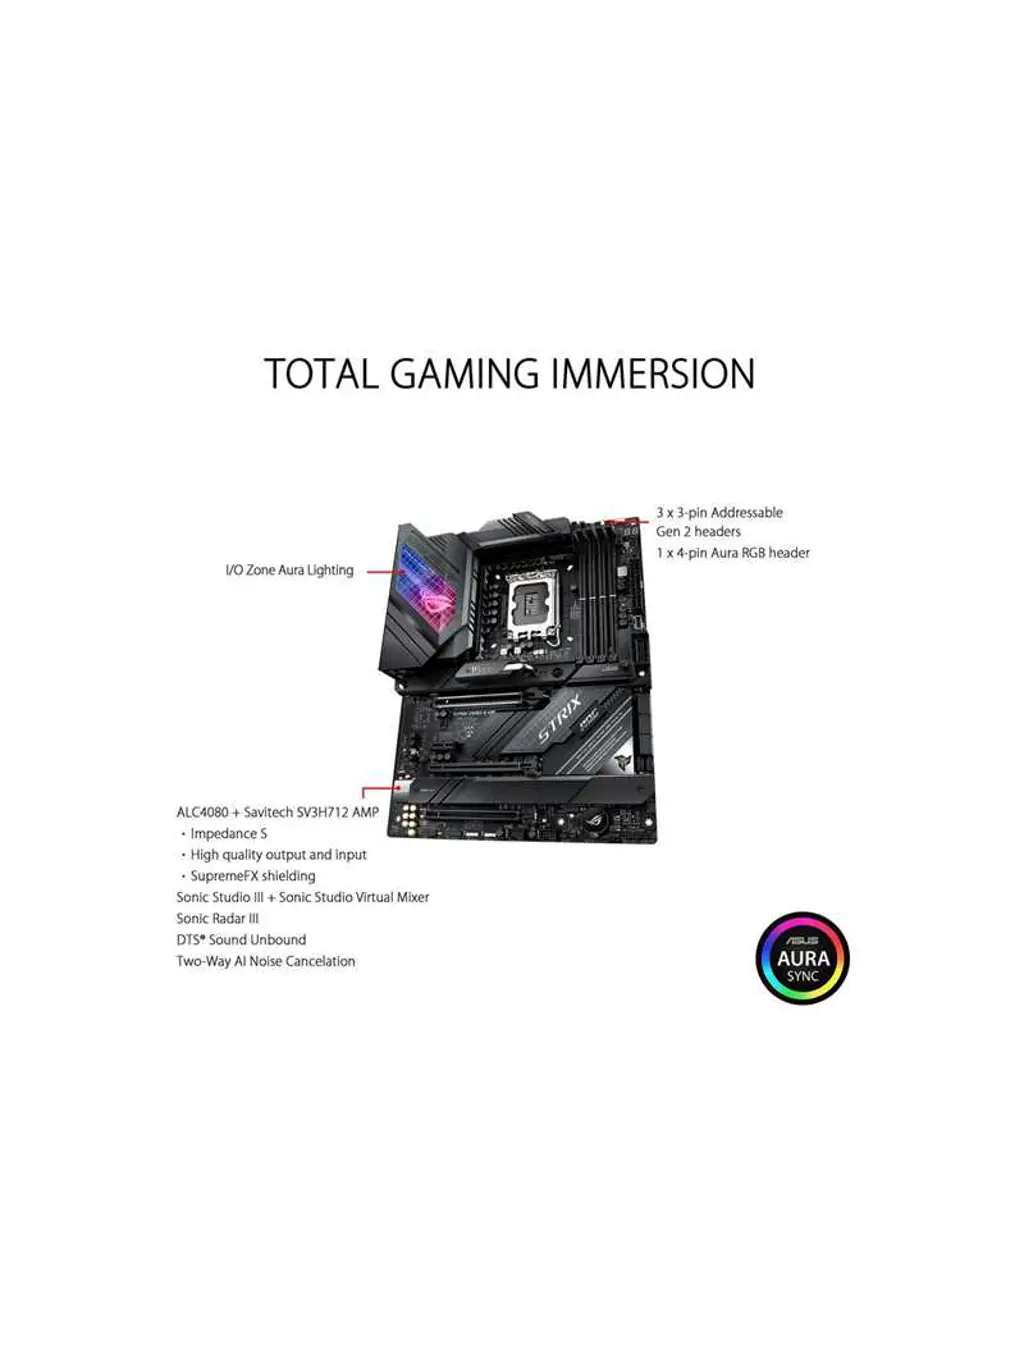 TOTAL GAMING IMMERSION
3 x 3-pin Addressable
Gen 2 headers
1 x 4-pin Aura RGB header
I/O Zone Aura Lighting
STRIX
ALC4080 + Savitech SV3H712 AMP
・Impedance S
・High quality output and input
・SupremeFX shielding
Sonic Studio III + Sonic Studio Virtual Mixer
Sonic Radar III
DTS® Sound Unbound
Two-Way AI Noise Cancelation
ASUS
AURA
SYNC